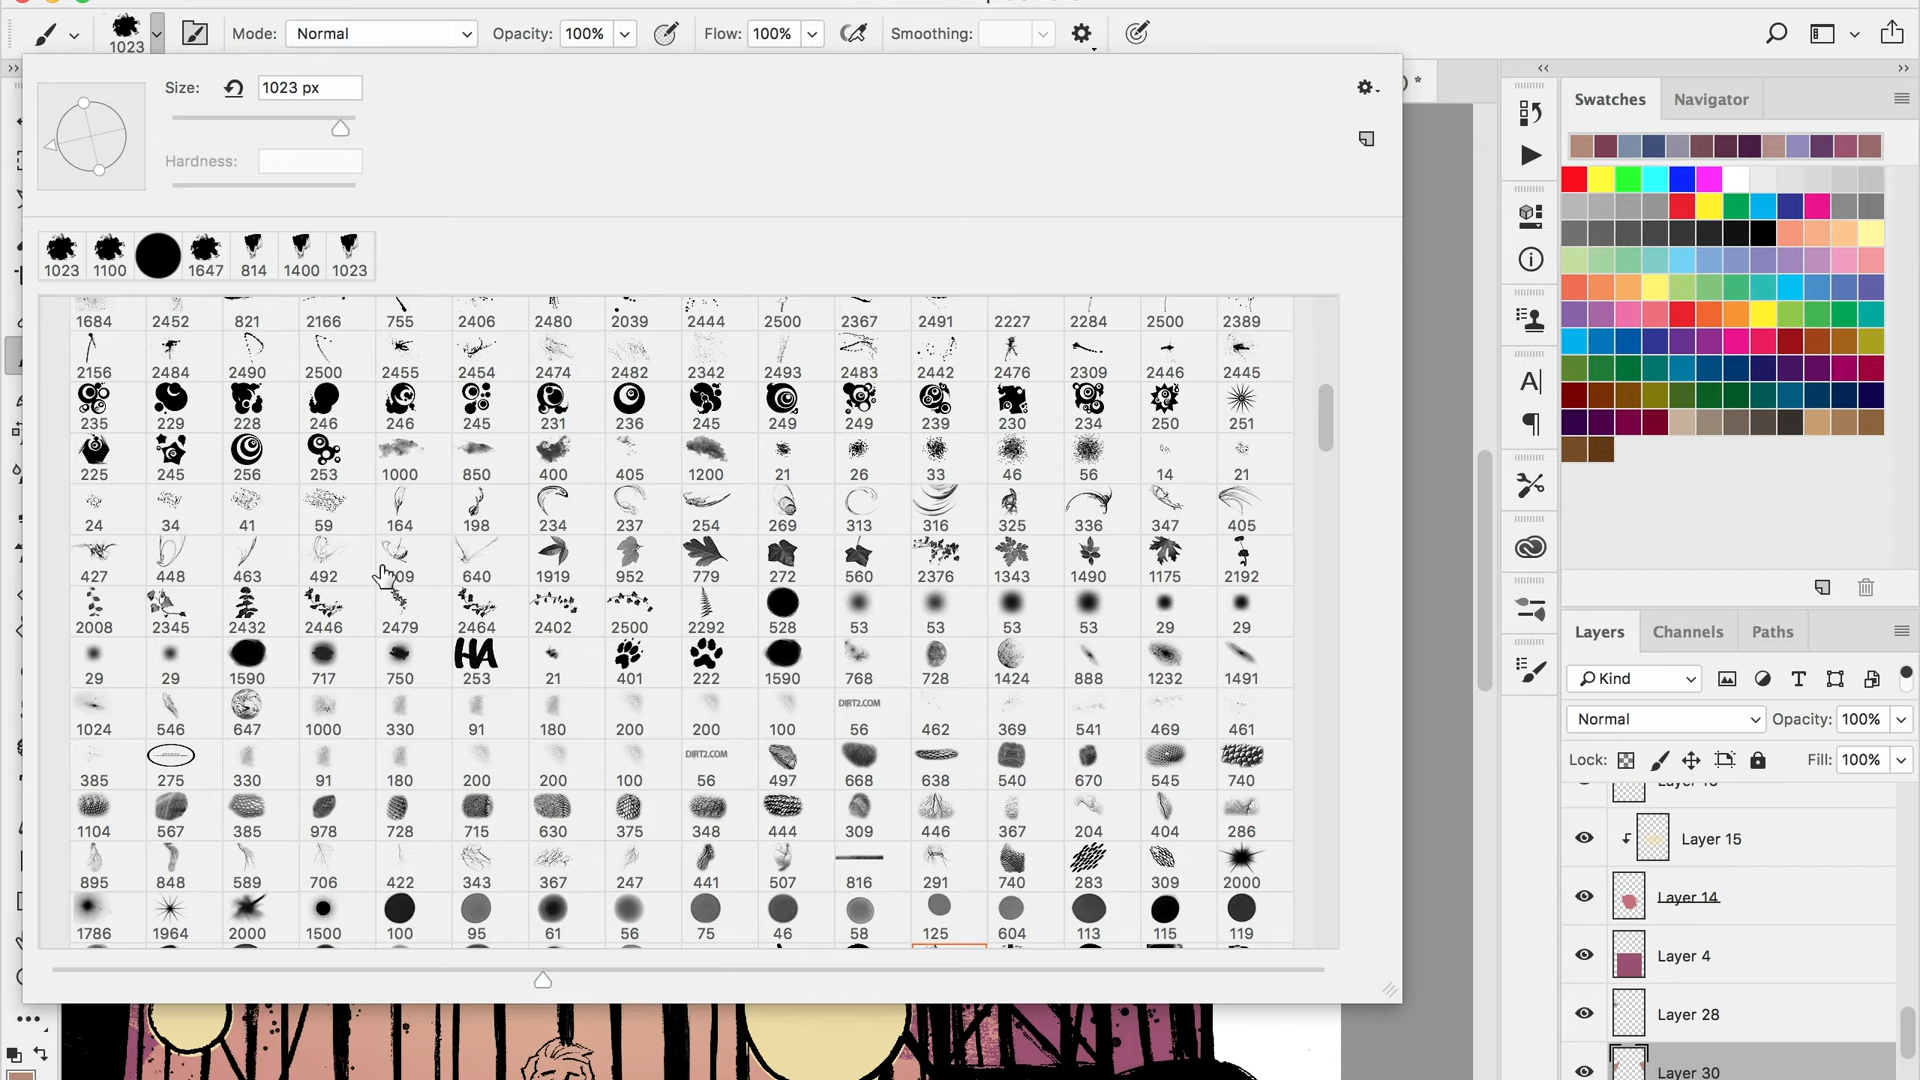 1023 Mode: Normal Opacity: 100% Flow: 100% Smoothing:
Size: 1023 px
Hardness:
1023 1100 1647 814 1400 1023
1684 2452 821 2166 755 2406 2480 2039 2444 2500 2367 2491 2227 2284 2500 2389
2156 2484 2490 2500 2455 2454 2474 2482 2342 2493 2483 2442 2476 2309 2446 2445
235 229 228 246 246 245 231 236 245 249 249 239 230 234 250 251
225 245 256 253 1000 850 400 405 1200 21 26 33 46 56 14 21
24 34 41 59 164 198 234 237 254 269 313 316 325 336 347 405
427 448 463 492 640 1919 952 779 272 560 2376 1343 1490 1175 2192
2008 2345 2432 2446 2479 2464 2402 2500 2292 528 53 53 53 53 29 29
HA
29 29 1590 717 750 253 21 401 222 1590 768 728 1424 888 1232 1491
DIRT2.COM
1024 546 647 1000 330 91 180 200 200 100 56 462 369 541 469 461
DIRT2.COM
385 275 330 91 180 200 200 100 56 497 668 638 540 670 545 740
1104 567 385 978 728 715 630 375 348 444 309 446 367 204 404 286
895 848 589 706 422 343 367 247 441 507 816 291 740 283 309 2000
1786 1964 2000 1500 100 95 61 56 75 46 58 125 604 113 115 119
Swatches Navigator
Layers Channels Paths
Kind
Normal Opacity: 100%
Lock: Fill: 100%
Layer 15
Layer 14
Layer 4
Layer 28
Layer 30